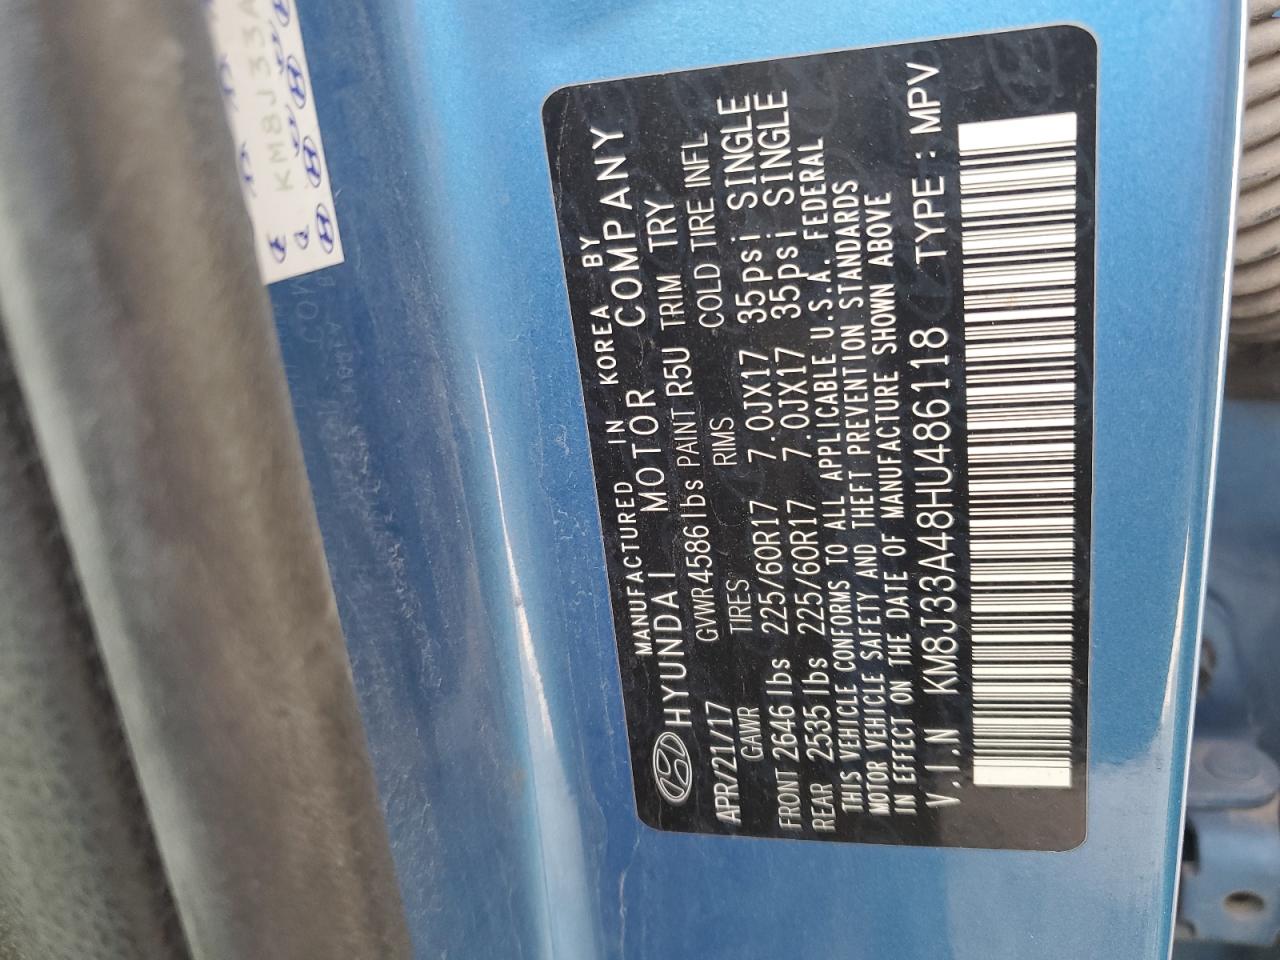 MANUFACTURED IN KOREA BY
HYUNDAI MOTOR COMPANY
APR/21/17 GVWR 4586 lbs PAINT R5U TRIM TRY
GAWR TIRES RIMS COLD TIRE INFL
FRONT 2646 lbs 225/60R17 7.0JX17 35psi SINGLE
REAR 2535 lbs 225/60R17 7.0JX17 35psi SINGLE
THIS VEHICLE CONFORMS TO ALL APPLICABLE U.S.A. FEDERAL
MOTOR VEHICLE SAFETY AND THEFT PREVENTION STANDARDS
IN EFFECT ON THE DATE OF MANUFACTURE SHOWN ABOVE
V.I.N KM8J33A48HU486118 TYPE : MPV
KM8J33A